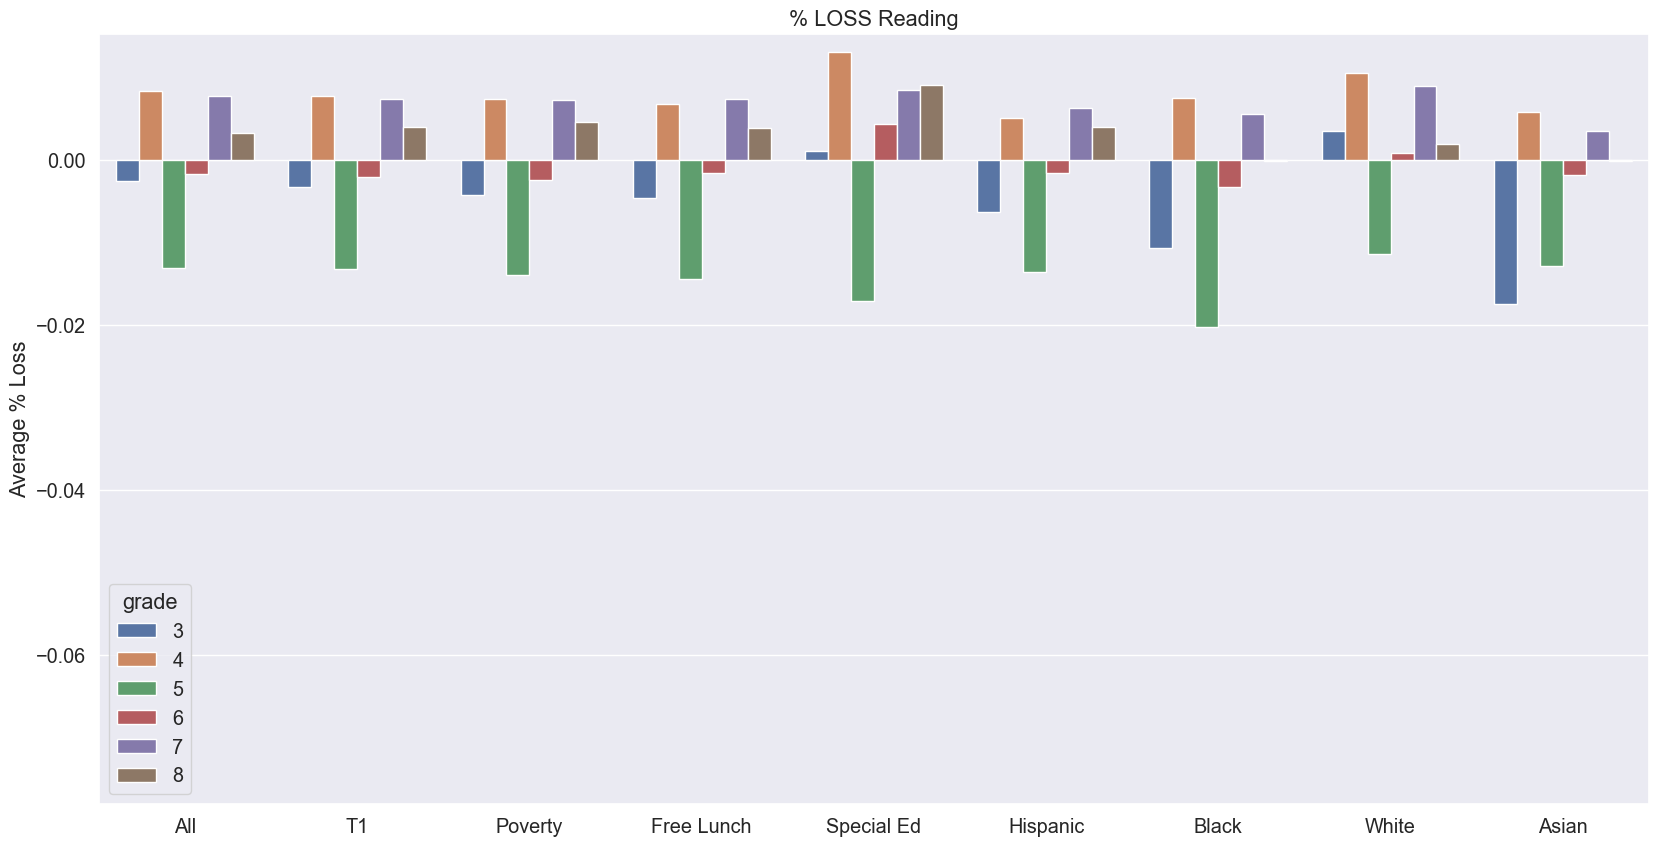 % LOSS Reading
Average % Loss
0.00
−0.02
−0.04
−0.06
grade
3
4
5
6
7
8
All T1 Poverty Free Lunch Special Ed Hispanic Black White Asian